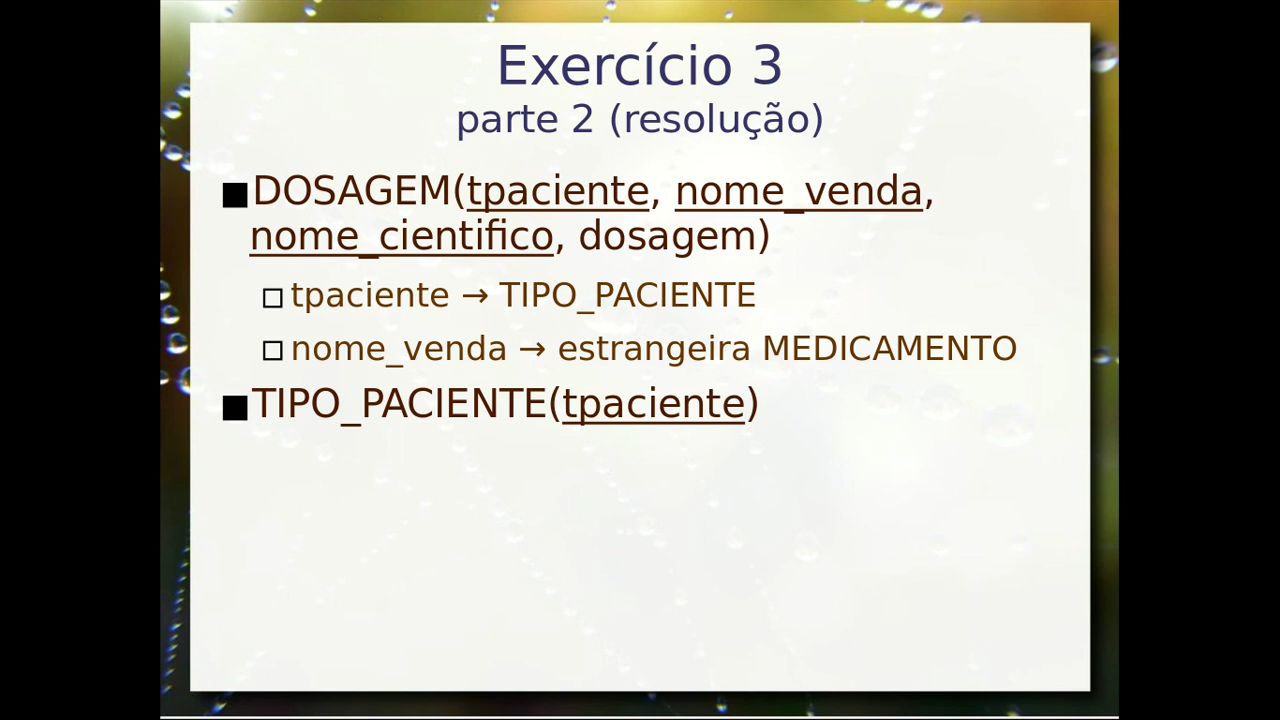 Exercício 3
parte 2 (resolução)
■DOSAGEM(tpaciente, nome_venda,
nome_cientifico, dosagem)
□tpaciente → TIPO_PACIENTE
□nome_venda → estrangeira MEDICAMENTO
■TIPO_PACIENTE(tpaciente)